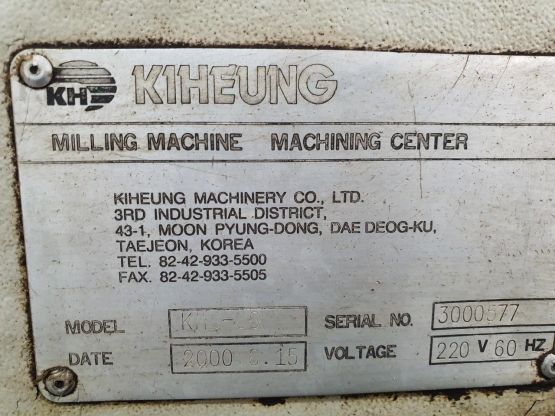 KH KIHEUNG
MILLING MACHINE MACHINING CENTER
KIHEUNG MACHINERY CO., LTD.
3RD INDUSTRIAL DISTRICT,
43-1, MOON PYUNG-DONG, DAE DEOG-KU,
TAEJEON, KOREA
TEL. 82-42-933-5500
FAX. 82-42-933-5505
MODEL SERIAL NO. 3000577
DATE 2000 15 VOLTAGE 220 V 60 HZ